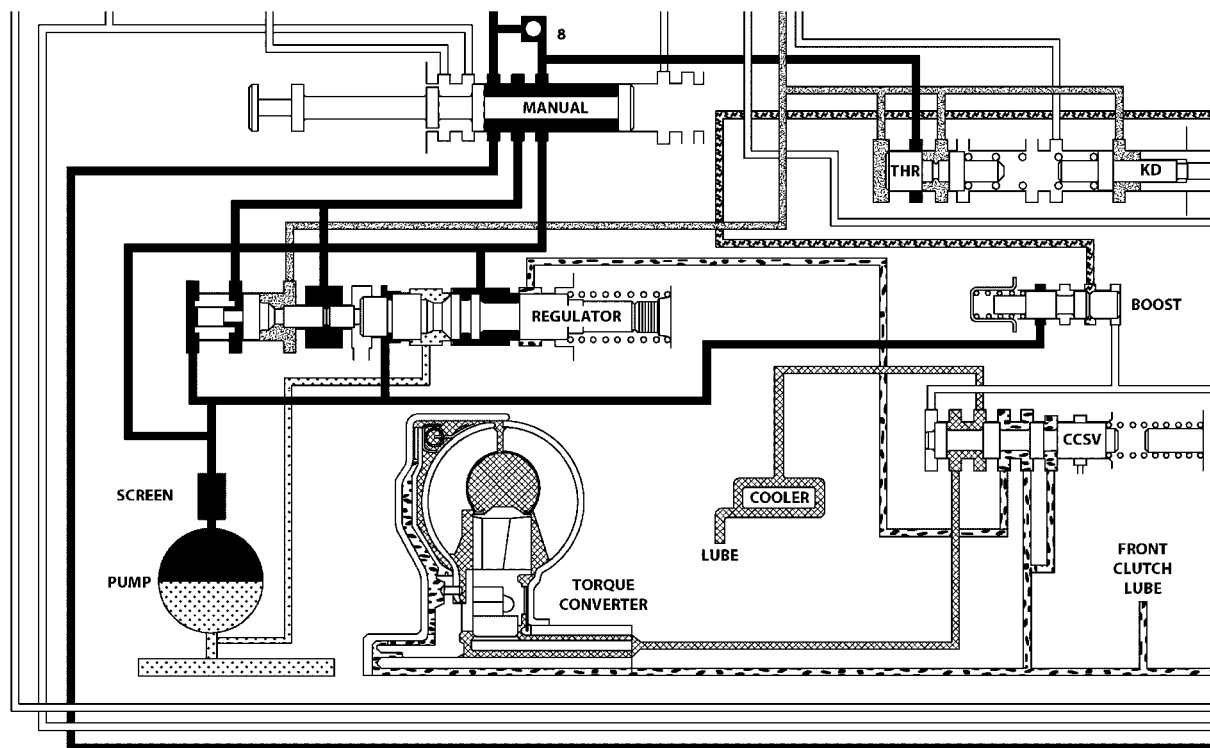 8
MANUAL
THR
KD
REGULATOR
BOOST
CCSV
SCREEN
COOLER
LUBE
PUMP
TORQUE
CONVERTER
FRONT
CLUTCH
LUBE